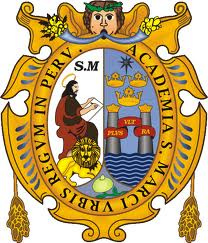 ACADEMIA S. MARCI VRBIS REGVM IN PERV.
S.M
PLVS VLT RA